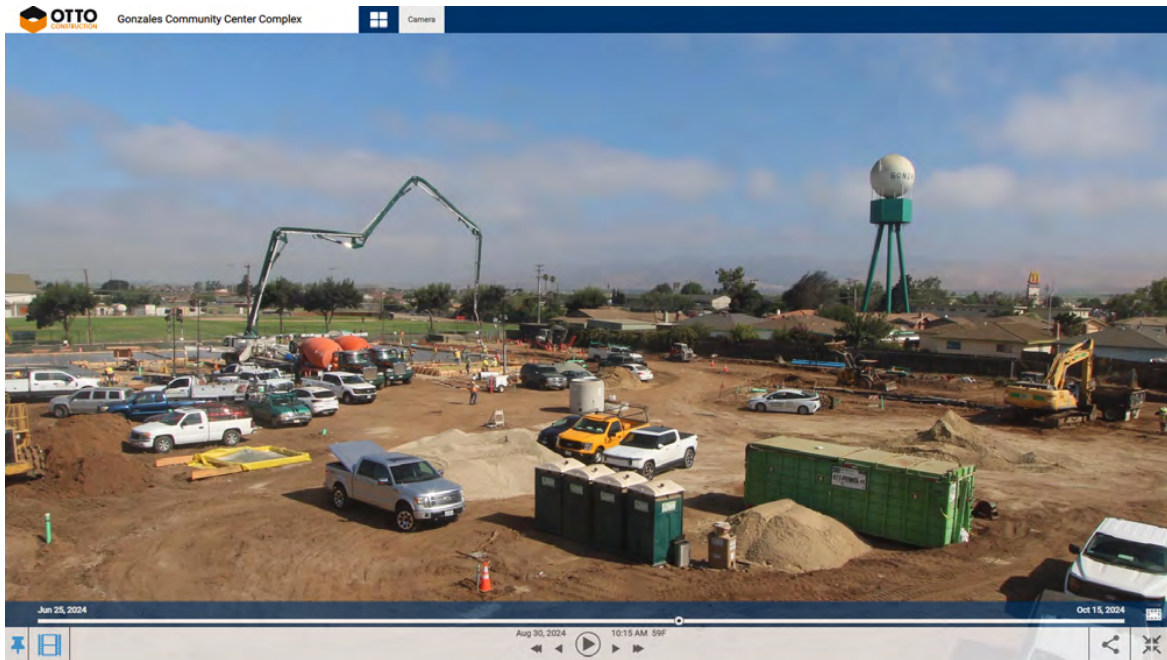 OTTO
CONSTRUCTION
Gonzales Community Center Complex
Camera
GONZA
Jun 25, 2024
Oct 15, 2024
Aug 30, 2024
10:15 AM 59F